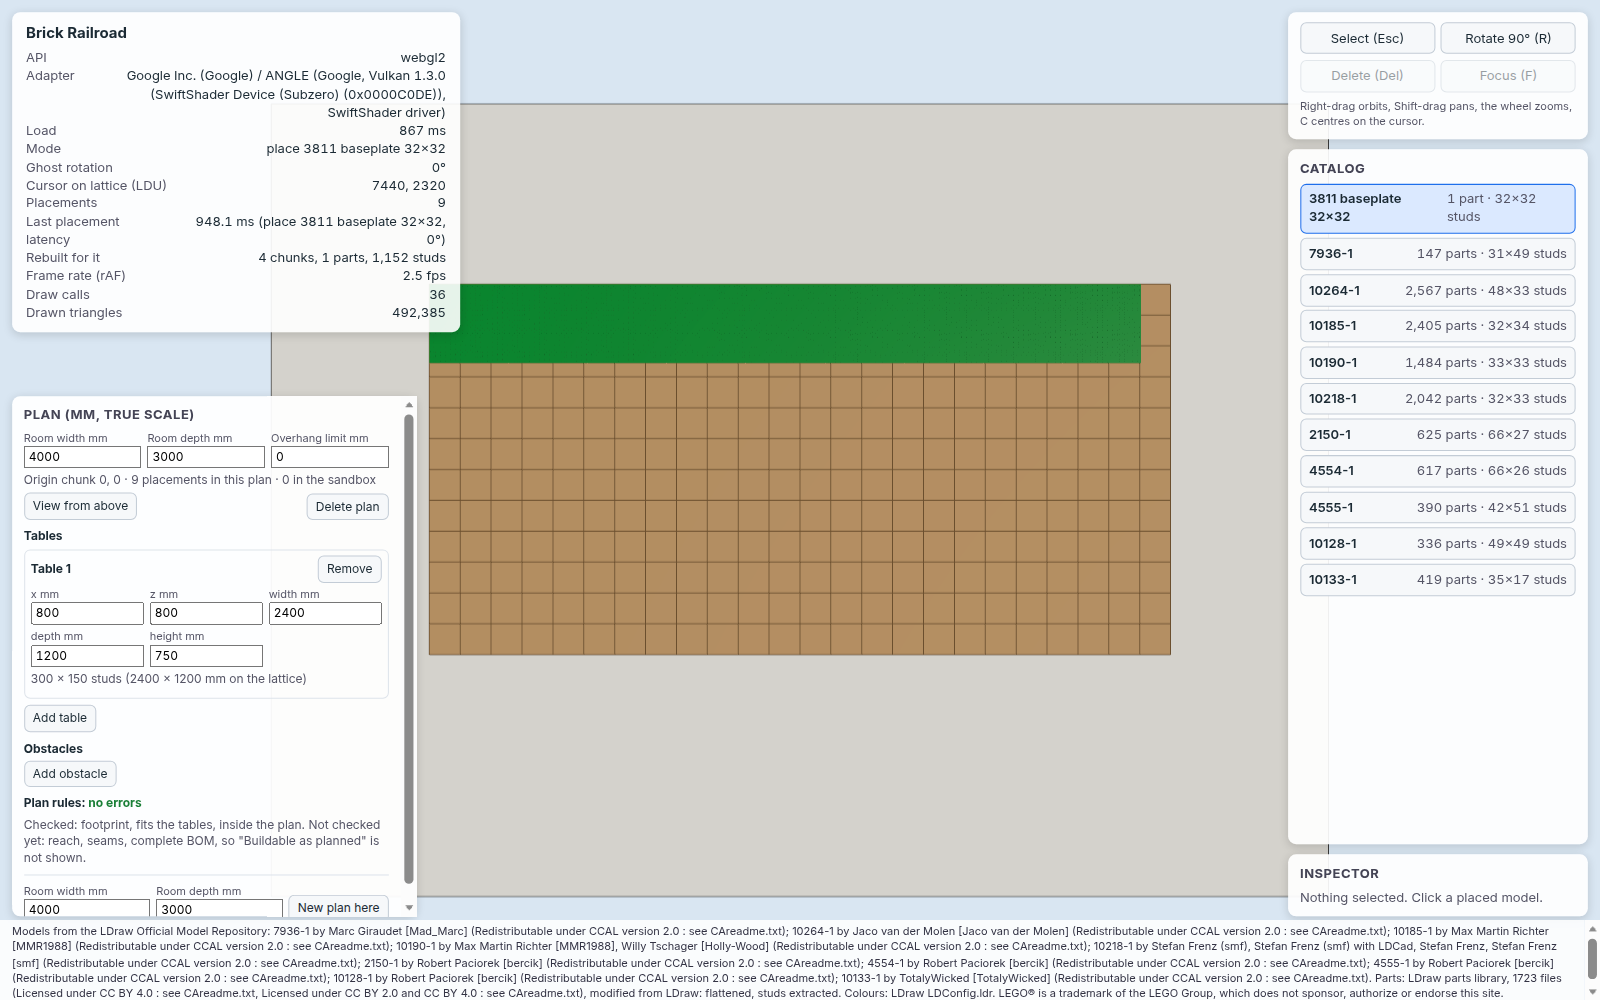 Brick Railroad
API webgl2
Adapter Google Inc. (Google) / ANGLE (Google, Vulkan 1.3.0
(SwiftShader Device (Subzero) (0x0000C0DE)),
SwiftShader driver)
Load 867 ms
Mode place 3811 baseplate 32×32
Ghost rotation 0°
Cursor on lattice (LDU) 7440, 2320
Placements 9
Last placement 948.1 ms (place 3811 baseplate 32×32,
latency 0°)
Rebuilt for it 4 chunks, 1 parts, 1,152 studs
Frame rate (rAF) 2.5 fps
Draw calls 36
Drawn triangles 492,385
PLAN (MM, TRUE SCALE)
Room width mm Room depth mm Overhang limit mm
4000 3000 0
Origin chunk 0, 0 · 9 placements in this plan · 0 in the sandbox
View from above Delete plan
Tables
Table 1 Remove
x mm z mm width mm
800 800 2400
depth mm height mm
1200 750
300 × 150 studs (2400 × 1200 mm on the lattice)
Add table
Obstacles
Add obstacle
Plan rules: no errors
Checked: footprint, fits the tables, inside the plan. Not checked
yet: reach, seams, complete BOM, so "Buildable as planned" is
not shown.
Room width mm Room depth mm
4000 3000 New plan here
Select (Esc) Rotate 90° (R)
Delete (Del) Focus (F)
Right-drag orbits, Shift-drag pans, the wheel zooms,
C centres on the cursor.
CATALOG
3811 baseplate 1 part · 32×32
32×32 studs
7936-1 147 parts · 31×49 studs
10264-1 2,567 parts · 48×33 studs
10185-1 2,405 parts · 32×34 studs
10190-1 1,484 parts · 33×33 studs
10218-1 2,042 parts · 32×33 studs
2150-1 625 parts · 66×27 studs
4554-1 617 parts · 66×26 studs
4555-1 390 parts · 42×51 studs
10128-1 336 parts · 49×49 studs
10133-1 419 parts · 35×17 studs
INSPECTOR
Nothing selected. Click a placed model.
Models from the LDraw Official Model Repository: 7936-1 by Marc Giraudet [Mad_Marc] (Redistributable under CCAL version 2.0 : see CAreadme.txt); 10264-1 by Jaco van der Molen [Jaco van der Molen] (Redistributable under CCAL version 2.0 : see CAreadme.txt); 10185-1 by Max Martin Richter
[MMR1988] (Redistributable under CCAL version 2.0 : see CAreadme.txt); 10190-1 by Max Martin Richter [MMR1988], Willy Tschager [Holly-Wood] (Redistributable under CCAL version 2.0 : see CAreadme.txt); 10218-1 by Stefan Frenz (smf), Stefan Frenz (smf) with LDCad, Stefan Frenz, Stefan Frenz
[smf] (Redistributable under CCAL version 2.0 : see CAreadme.txt); 2150-1 by Robert Paciorek [bercik] (Redistributable under CCAL version 2.0 : see CAreadme.txt); 4554-1 by Robert Paciorek [bercik] (Redistributable under CCAL version 2.0 : see CAreadme.txt); 4555-1 by Robert Paciorek [bercik]
(Redistributable under CCAL version 2.0 : see CAreadme.txt); 10128-1 by Robert Paciorek [bercik] (Redistributable under CCAL version 2.0 : see CAreadme.txt); 10133-1 by TotalyWicked [TotalyWicked] (Redistributable under CCAL version 2.0 : see CAreadme.txt). Parts: LDraw parts library, 1723 files
(Licensed under CC BY 4.0 : see CAreadme.txt, Licensed under CC BY 2.0 and CC BY 4.0 : see CAreadme.txt), modified from LDraw: flattened, studs extracted. Colours: LDraw LDConfig.ldr. LEGO® is a trademark of the LEGO Group, which does not sponsor, authorize or endorse this site.